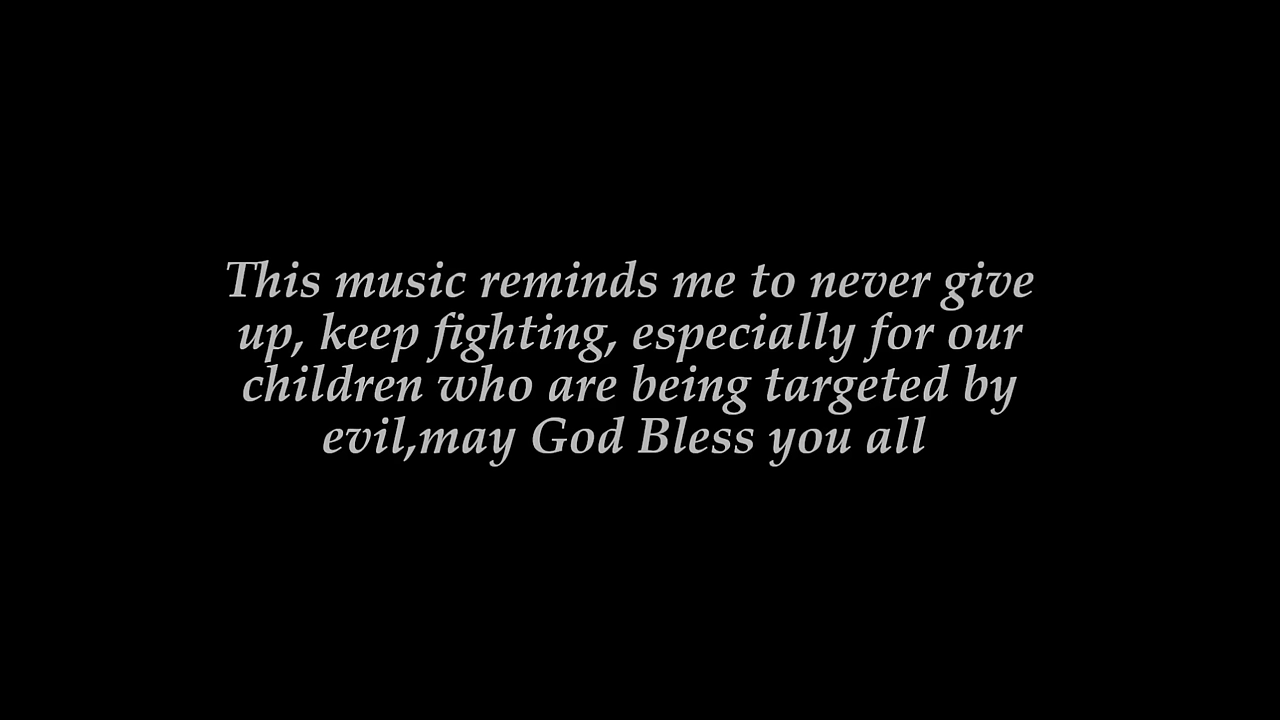 This music reminds me to never give
up, keep fighting, especially for our
children who are being targeted by
evil,may God Bless you all